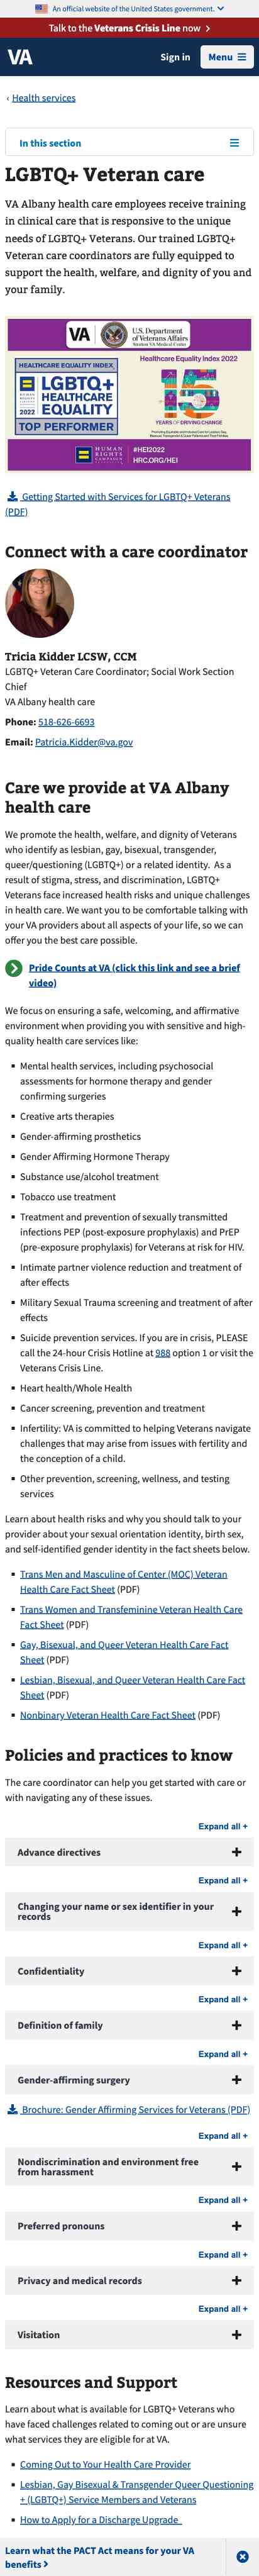 An official website of the United States government.
Talk to the Veterans Crisis Line now
VA
Sign in
Menu
Health services
In this section
LGBTQ+ Veteran care
VA Albany health care employees receive training
in clinical care that is responsive to the unique
needs of LGBTQ+ Veterans. Our trained LGBTQ+
Veteran care coordinators are fully equipped to
support the health, welfare, and dignity of you and
your family.
VA
U.S. Department
of Veterans Affairs
HEALTHCARE EQUALITY INDEX
LGBTQ+
HEALTHCARE
EQUALITY
2022
TOP PERFORMER
Healthcare Equality Index 2022
15
YEARS OF DRIVING CHANGE
HUMAN
RIGHTS
CAMPAIGN
FOUNDATION
#HEI2022
HRC.ORG/HEI
Getting Started with Services for LGBTQ+ Veterans
(PDF)
Connect with a care coordinator
Tricia Kidder LCSW, CCM
LGBTQ+ Veteran Care Coordinator; Social Work Section
Chief
VA Albany health care
Phone: 518-626-6693
Email: Patricia.Kidder@va.gov
Care we provide at VA Albany
health care
We promote the health, welfare, and dignity of Veterans
who identify as lesbian, gay, bisexual, transgender,
queer/questioning (LGBTQ+) or a related identity. As a
result of stigma, stress, and discrimination, LGBTQ+
Veterans face increased health risks and unique challenges
in health care. We want you to be comfortable talking with
your VA providers about all aspects of your life, so we can
offer you the best care possible.
Pride Counts at VA (click this link and see a brief
video)
We focus on ensuring a safe, welcoming, and affirmative
environment when providing you with sensitive and high-
quality health care services like:
Mental health services, including psychosocial
assessments for hormone therapy and gender
confirming surgeries
Creative arts therapies
Gender-affirming prosthetics
Gender Affirming Hormone Therapy
Substance use/alcohol treatment
Tobacco use treatment
Treatment and prevention of sexually transmitted
infections PEP (post-exposure prophylaxis) and PrEP
(pre-exposure prophylaxis) for Veterans at risk for HIV.
Intimate partner violence reduction and treatment of
after effects
Military Sexual Trauma screening and treatment of after
effects
Suicide prevention services. If you are in crisis, PLEASE
call the 24-hour Crisis Hotline at 988 option 1 or visit the
Veterans Crisis Line.
Heart health/Whole Health
Cancer screening, prevention and treatment
Infertility: VA is committed to helping Veterans navigate
challenges that may arise from issues with fertility and
the conception of a child.
Other prevention, screening, wellness, and testing
services
Learn about health risks and why you should talk to your
provider about your sexual orientation identity, birth sex,
and self-identified gender identity in the fact sheets below.
Trans Men and Masculine of Center (MOC) Veteran
Health Care Fact Sheet (PDF)
Trans Women and Transfeminine Veteran Health Care
Fact Sheet (PDF)
Gay, Bisexual, and Queer Veteran Health Care Fact
Sheet (PDF)
Lesbian, Bisexual, and Queer Veteran Health Care Fact
Sheet (PDF)
Nonbinary Veteran Health Care Fact Sheet (PDF)
Policies and practices to know
The care coordinator can help you get started with care or
with navigating any of these issues.
Expand all +
Advance directives
Expand all +
Changing your name or sex identifier in your
records
Expand all +
Confidentiality
Expand all +
Definition of family
Expand all +
Gender-affirming surgery
Brochure: Gender Affirming Services for Veterans (PDF)
Expand all +
Nondiscrimination and environment free
from harassment
Expand all +
Preferred pronouns
Expand all +
Privacy and medical records
Expand all +
Visitation
Resources and Support
Learn about what is available for LGBTQ+ Veterans who
have faced challenges related to coming out or are unsure
what services they are eligible for at VA.
Coming Out to Your Health Care Provider
Lesbian, Gay Bisexual & Transgender Queer Questioning
+ (LGBTQ+) Service Members and Veterans
How to Apply for a Discharge Upgrade
Learn what the PACT Act means for your VA
benefits